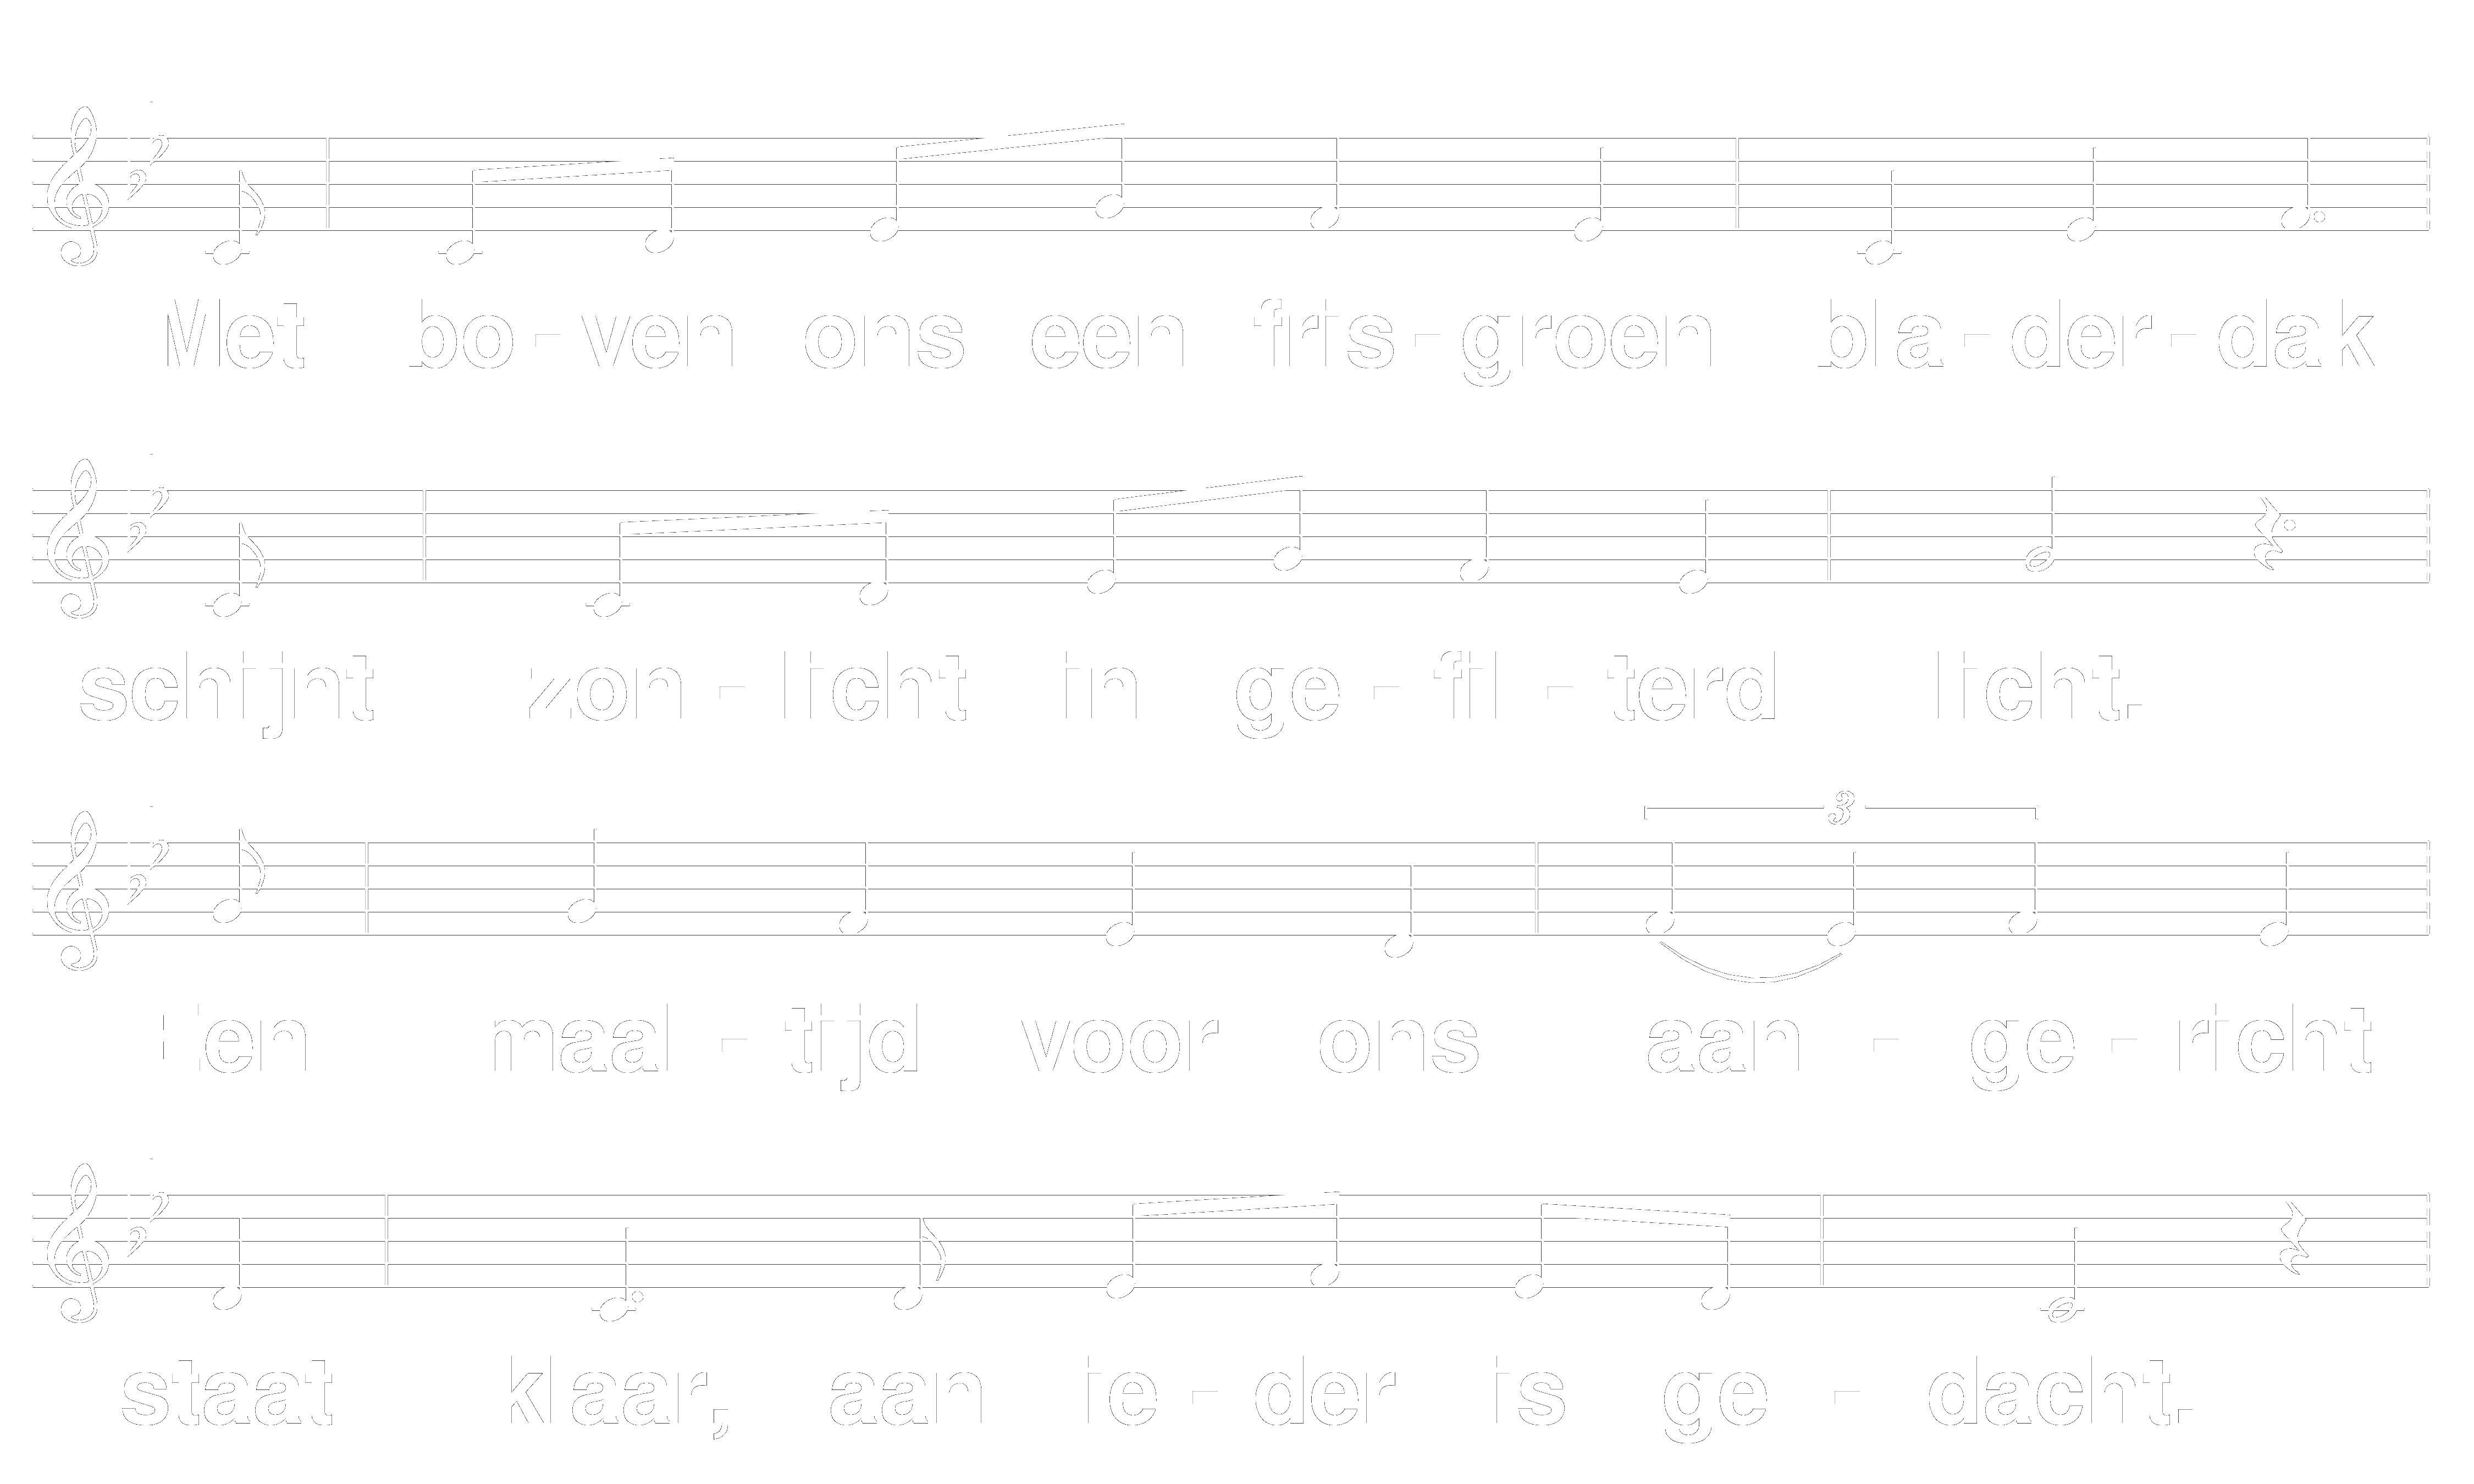 Met bo-ven ons een fris-groen bla-der-dak
schijnt zon-licht in ge-fil-terd licht.
3
Een maal-tijd voor ons aan-ge-richt
staat klaar, aan ie-der is ge-dacht.